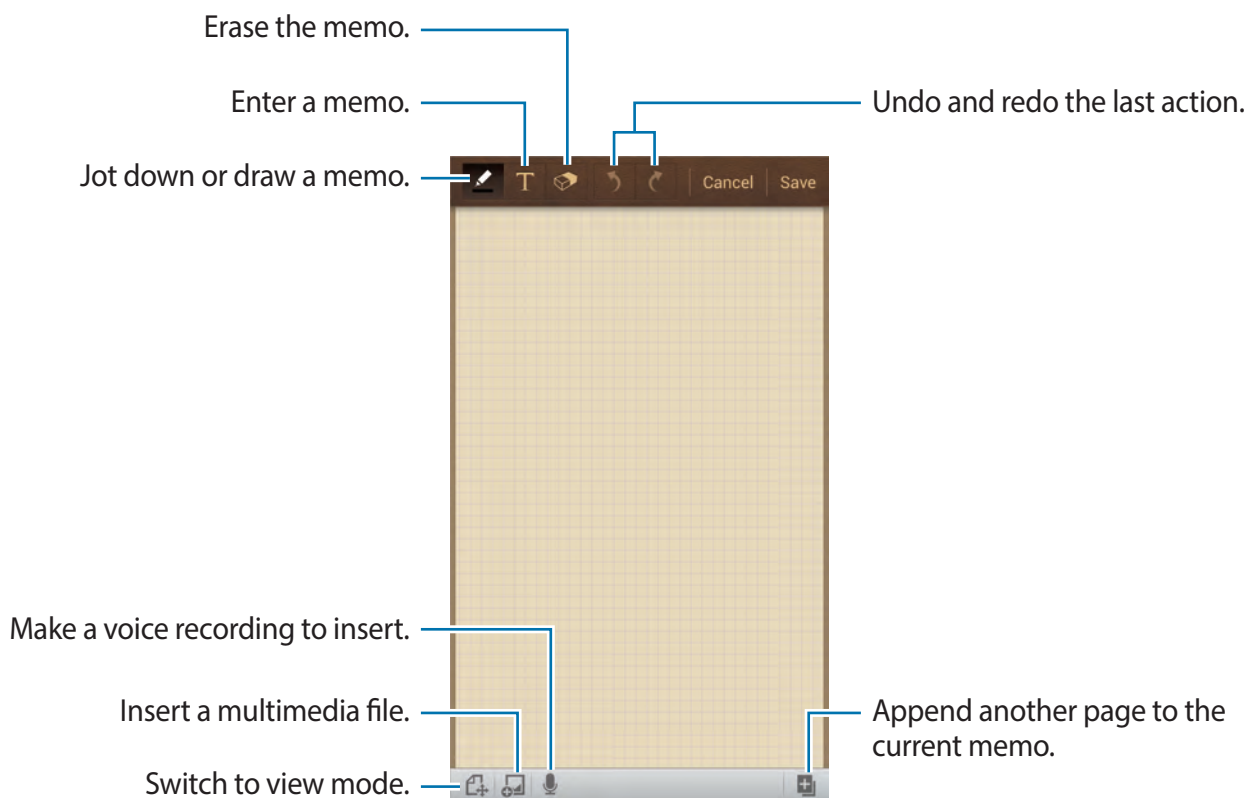 Erase the memo.
Enter a memo.
Undo and redo the last action.
Jot down or draw a memo.
T
Cancel
Save
Make a voice recording to insert.
Insert a multimedia file.
Append another page to the
current memo.
Switch to view mode.